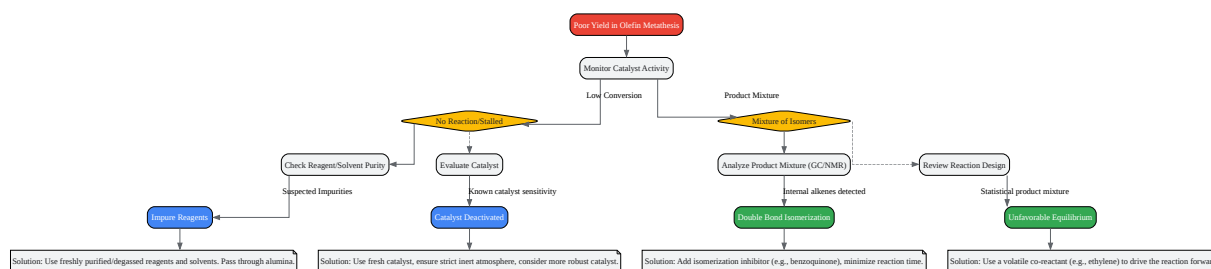 Poor Yield in Olefin Metathesis
Monitor Catalyst Activity
Low Conversion
Product Mixture
No Reaction/Stalled
Mixture of Isomers
Check Reagent/Solvent Purity
Evaluate Catalyst
Analyze Product Mixture (GC/NMR)
Review Reaction Design
Suspected Impurities
Known catalyst sensitivity
Internal alkenes detected
Statistical product mixture
Impure Reagents
Catalyst Deactivated
Double Bond Isomerization
Unfavorable Equilibrium
Solution: Use freshly purified/degassed reagents and solvents. Pass through alumina.
Solution: Use fresh catalyst, ensure strict inert atmosphere, consider more robust catalyst.
Solution: Add isomerization inhibitor (e.g., benzoquinone), minimize reaction time.
Solution: Use a volatile co-reactant (e.g., ethylene) to drive the reaction forwar